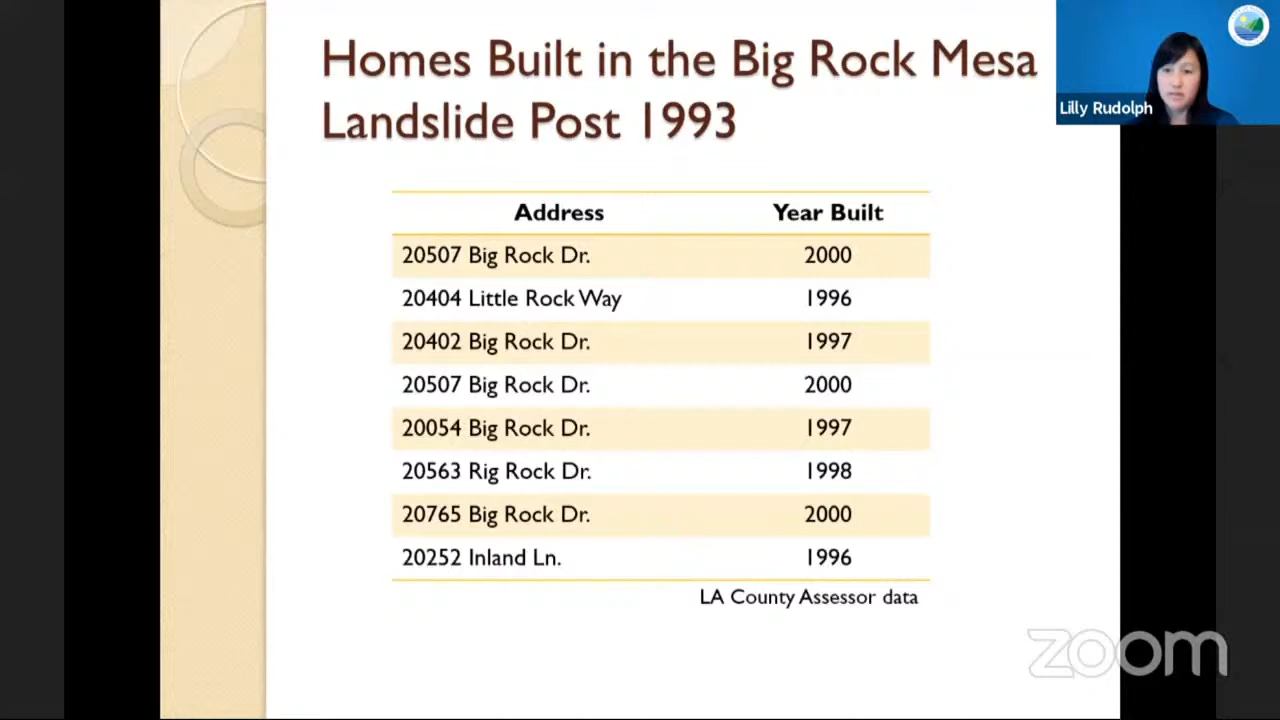 Homes Built in the Big Rock Mesa
Landslide Post 1993
Lilly Rudolph
Address Year Built
20507 Big Rock Dr. 2000
20404 Little Rock Way 1996
20402 Big Rock Dr. 1997
20507 Big Rock Dr. 2000
20054 Big Rock Dr. 1997
20563 Rig Rock Dr. 1998
20765 Big Rock Dr. 2000
20252 Inland Ln. 1996
LA County Assessor data
zoom